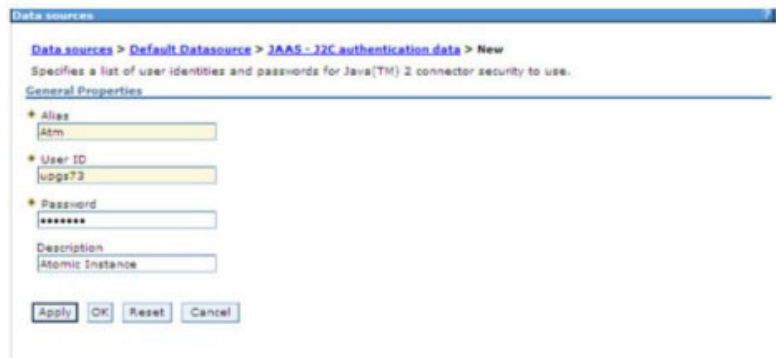 Data sources ?
Data sources > Default Datasource > JAAS - J2C authentication data > New
Specifies a list of user identities and passwords for Java(TM) 2 connector security to use.
General Properties
* Alias
Atm
* User ID
upgs73
* Password
•••••••
Description
Atomic Instance
Apply OK Reset Cancel